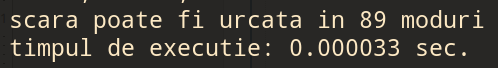 scara poate fi urcata in 89 moduri
timpul de executie: 0.000033 sec.